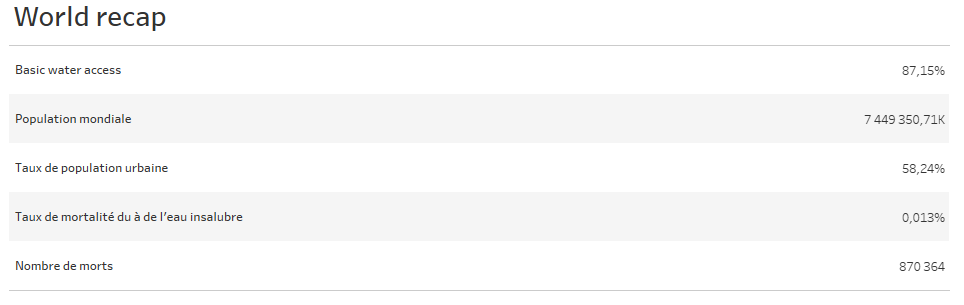 World recap
Basic water access 87,15%
Population mondiale 7 449 350,71K
Taux de population urbaine 58,24%
Taux de mortalité du à de l’eau insalubre 0,013%
Nombre de morts 870 364